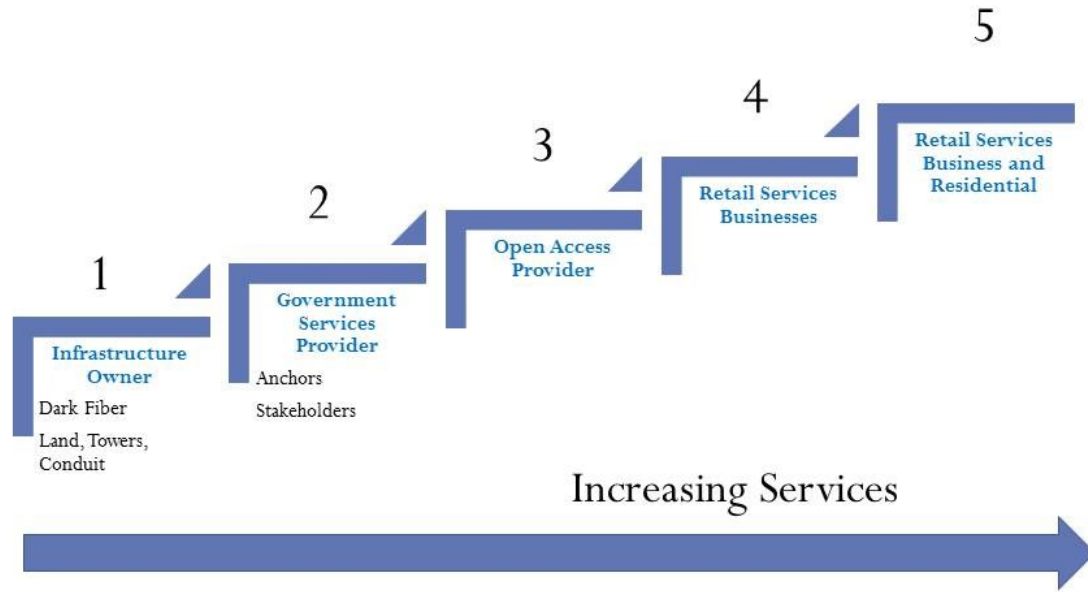 1
Infrastructure
Owner
Dark Fiber
Land, Towers,
Conduit
2
Government
Services
Provider
Anchors
Stakeholders
3
Open Access
Provider
4
Retail Services
Businesses
5
Retail Services
Business and
Residential
Increasing Services